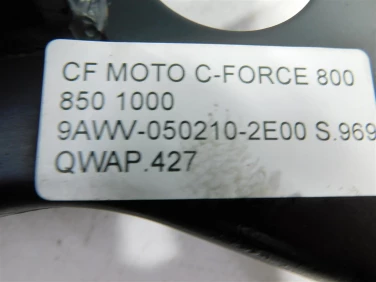 CF MOTO C-FORCE 800
850 1000
9AWV-050210-2E00 S.969
QWAP.427